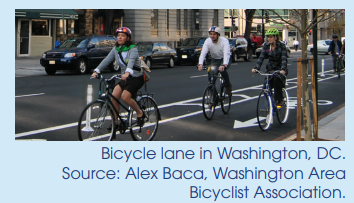 Bicycle lane in Washington, DC.
Source: Alex Baca, Washington Area
Bicyclist Association.